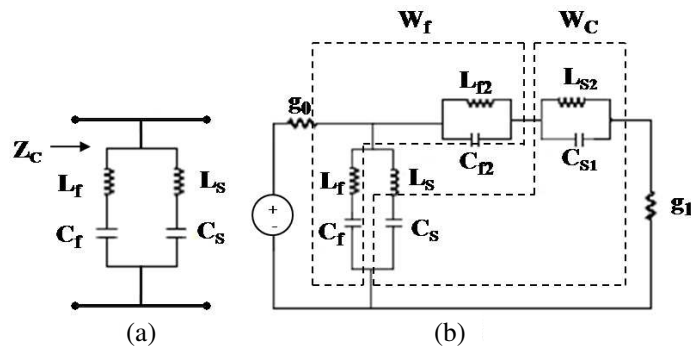 Z_C
L_f
L_s
C_f
C_s
(a)
W_f
W_C
g_0
L_f2
L_S2
C_f2
C_S1
L_f
L_s
C_f
C_s
+
-
g_1
(b)